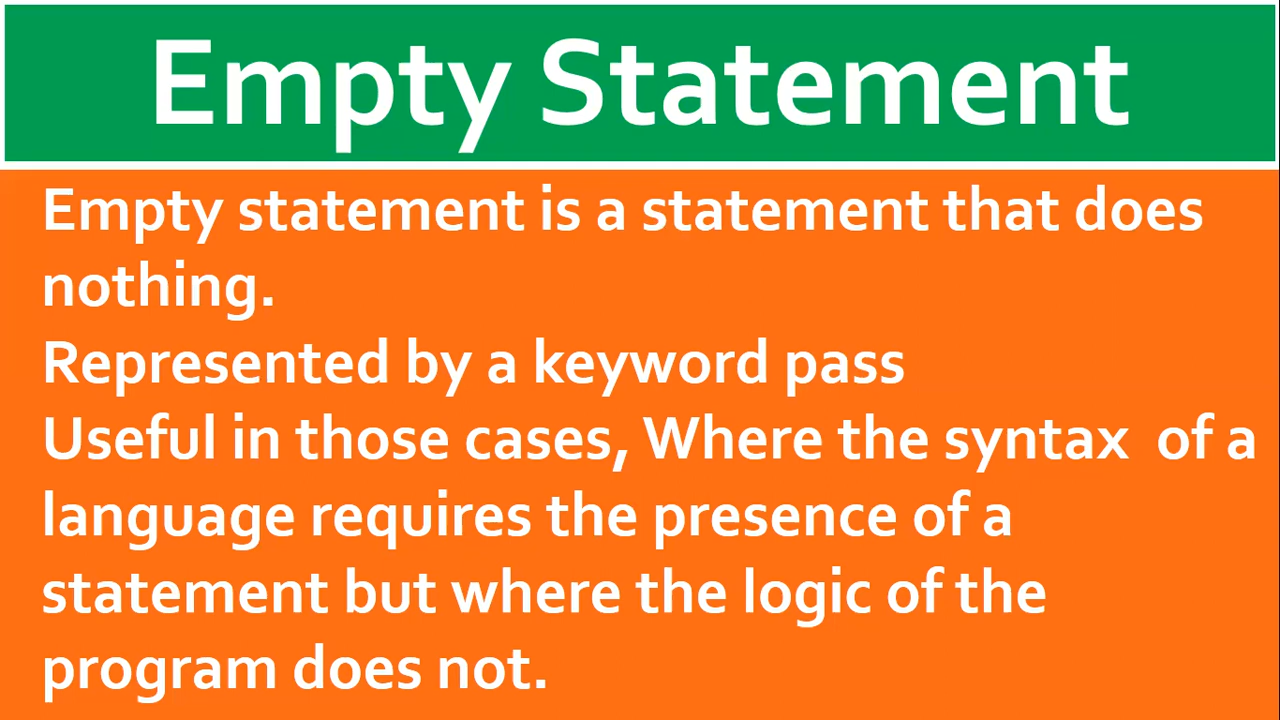 Empty Statement
Empty statement is a statement that does
nothing.
Represented by a keyword pass
Useful in those cases, Where the syntax of a
language requires the presence of a
statement but where the logic of the
program does not.